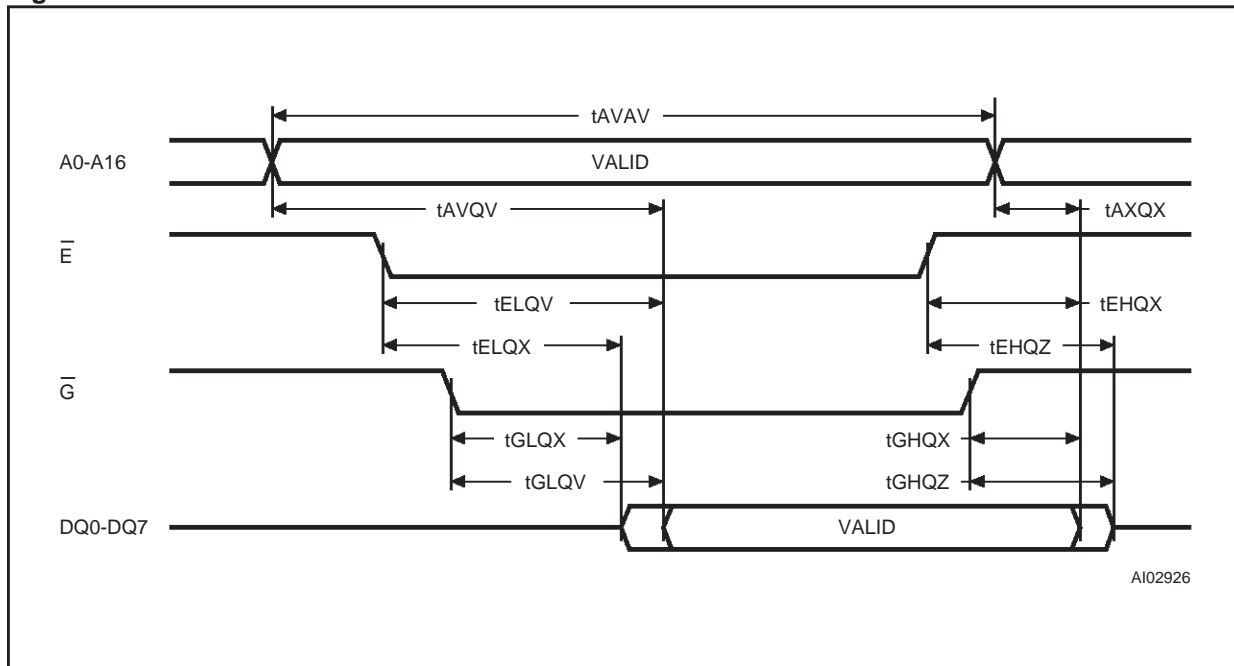 tAVAV
A0-A16 VALID
tAVQV tAXQX
E
tELQV tEHQX
tELQX tEHQZ
G
tGLQX tGHQX
tGLQV tGHQZ
DQ0-DQ7 VALID
AI02926